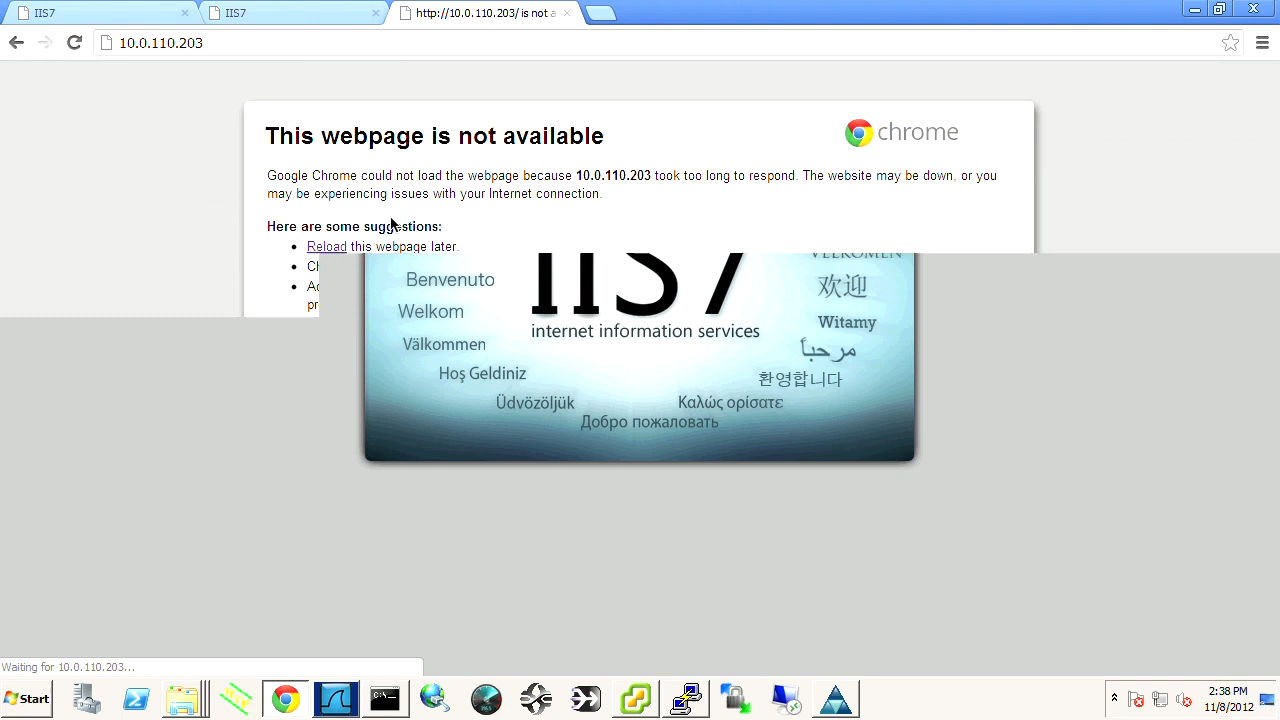 IIS7
IIS7
http://10.0.110.203/ is not a
10.0.110.203
This webpage is not available
chrome
Google Chrome could not load the webpage because 10.0.110.203 took too long to respond. The website may be down, or you
may be experiencing issues with your Internet connection.
Here are some suggestions:
Reload this webpage later.
IIS7
internet information services
Benvenuto
Welkom
Välkommen
Hoş Geldiniz
Üdvözöljük
Добро пожаловать
VELKOMEN
欢迎
Witamy
مرحباً
환영합니다
Καλώς ορίσατε
Waiting for 10.0.110.203...
Start
2:38 PM
11/8/2012